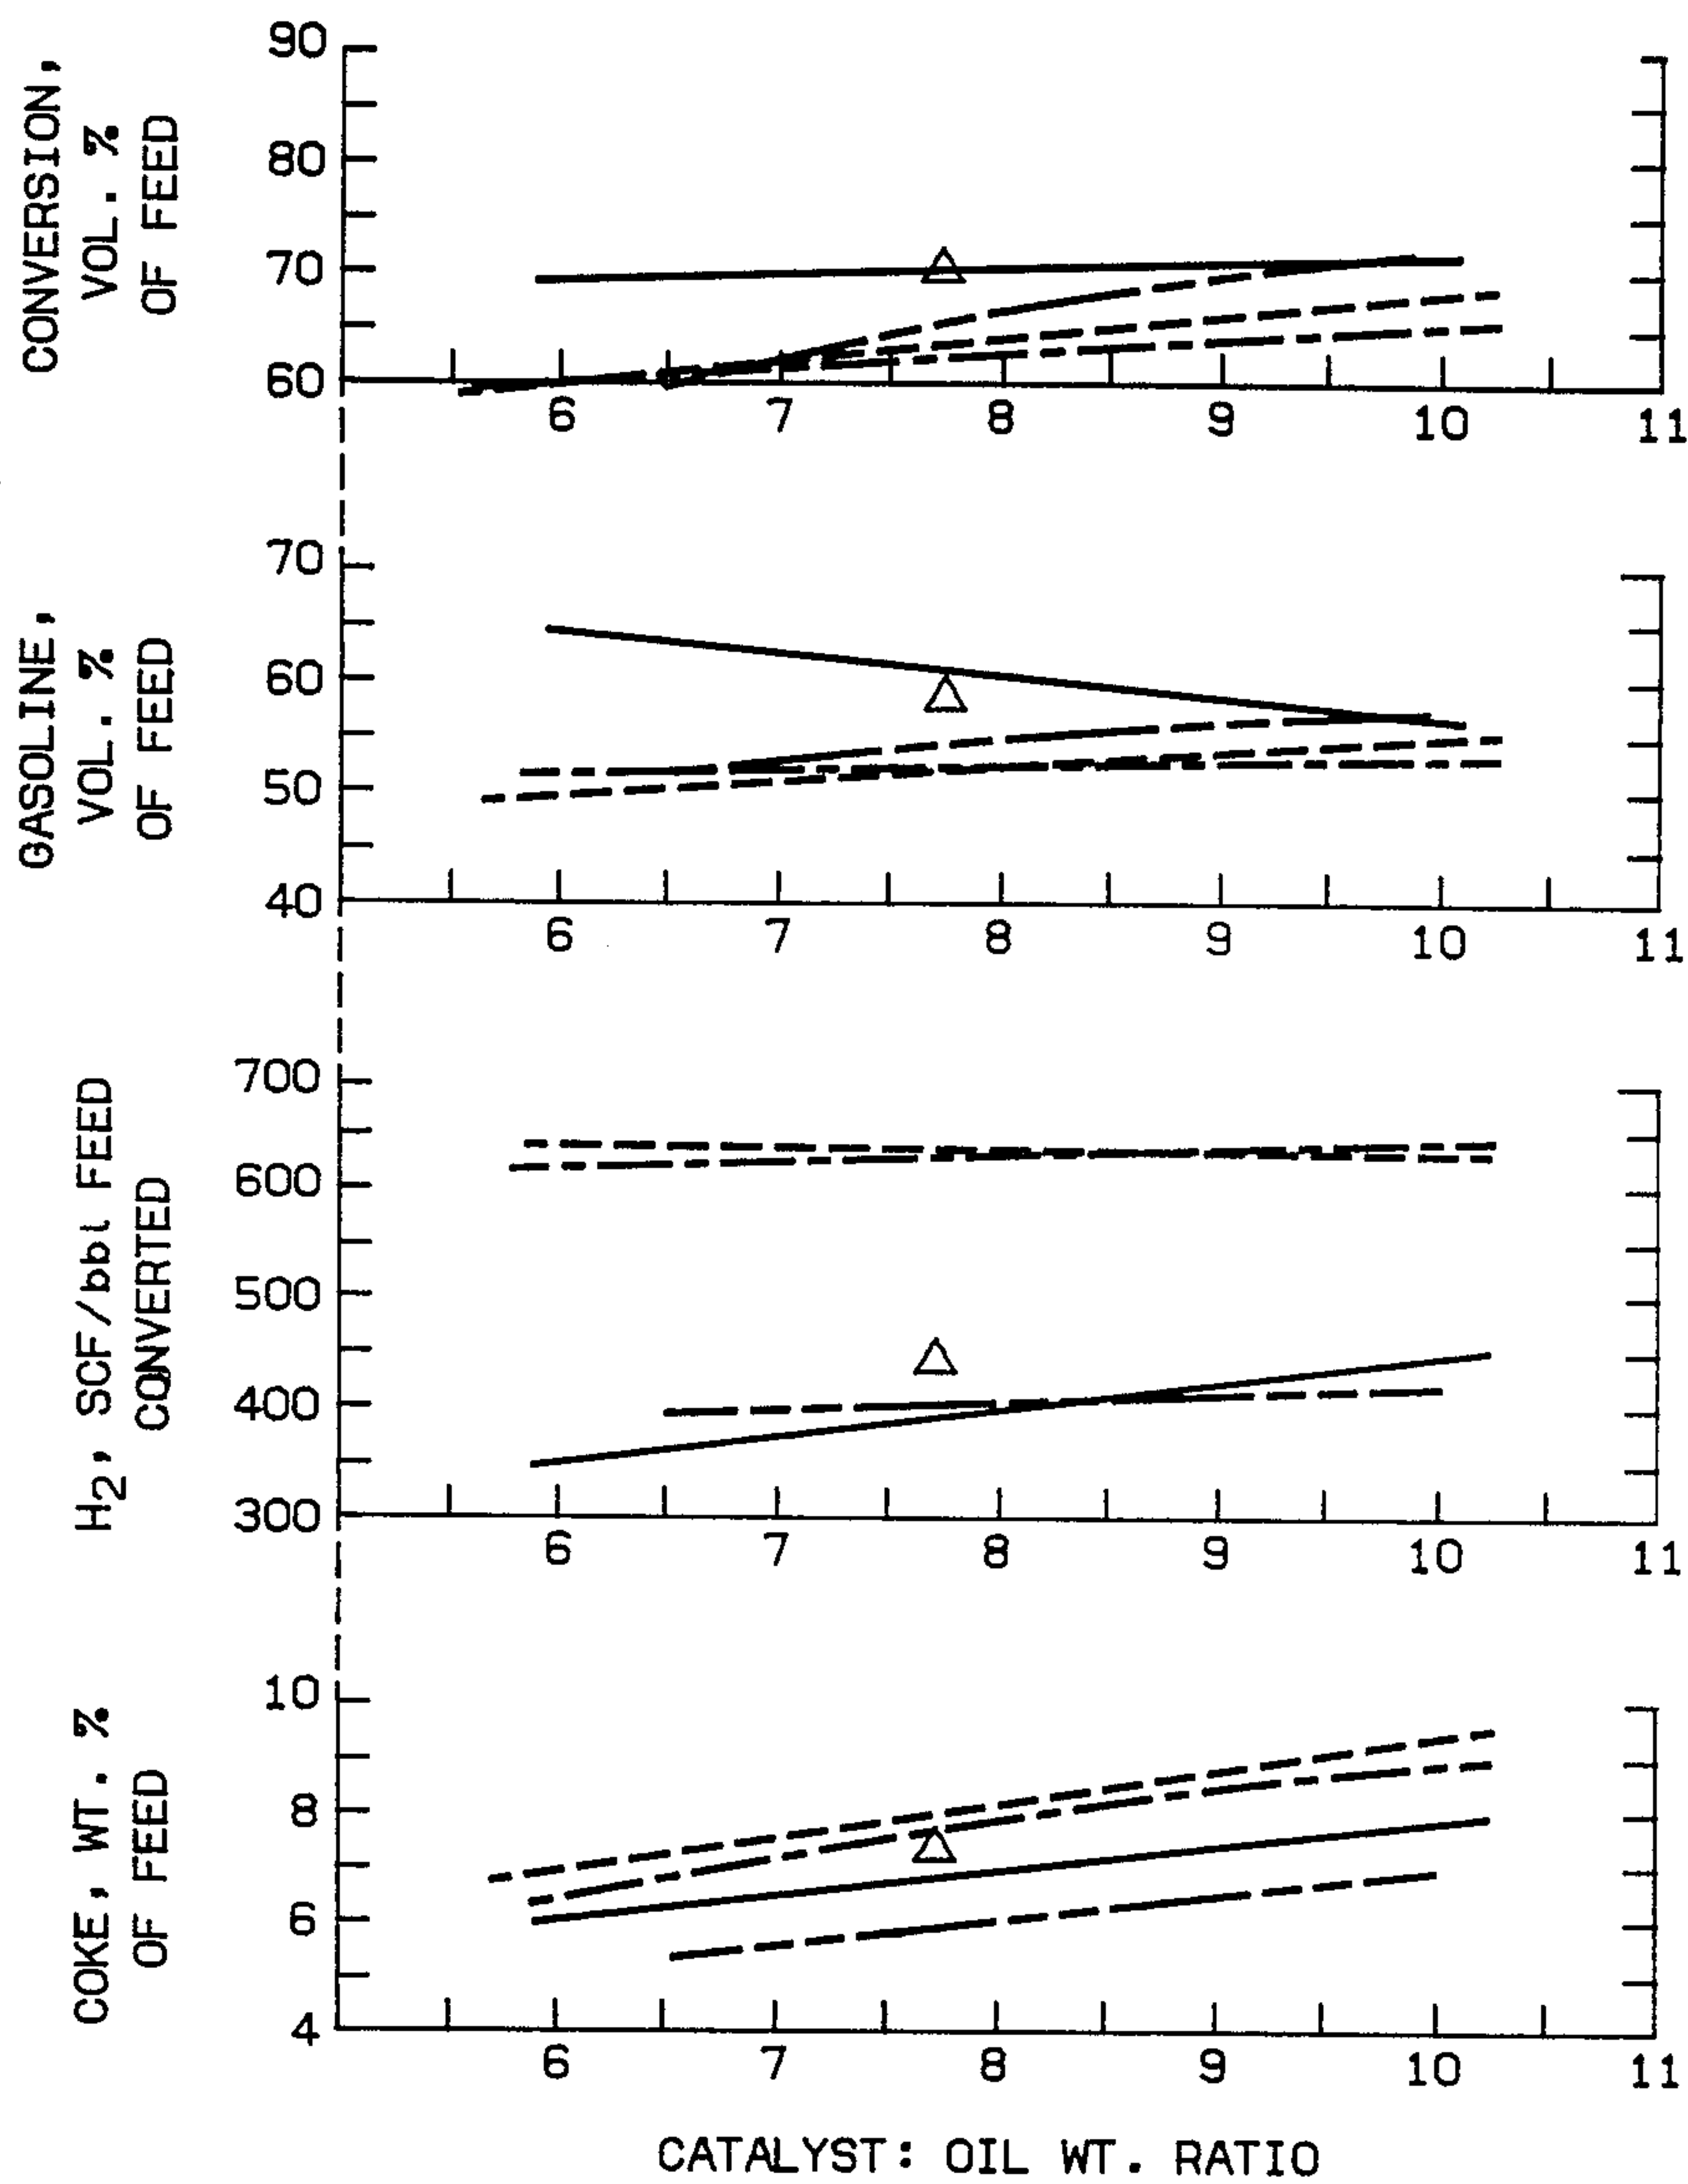 CONVERSION,
VOL. %
OF FEED
90
80
70
60
6 7 8 9 10 11
GASOLINE,
VOL. %
OF FEED
70
60
50
40
6 7 8 9 10 11
H2, SCF/bbl FEED
CONVERTED
700
600
500
400
300
6 7 8 9 10 11
COKE, WT. %
OF FEED
10
8
6
4
6 7 8 9 10 11
CATALYST: OIL WT. RATIO